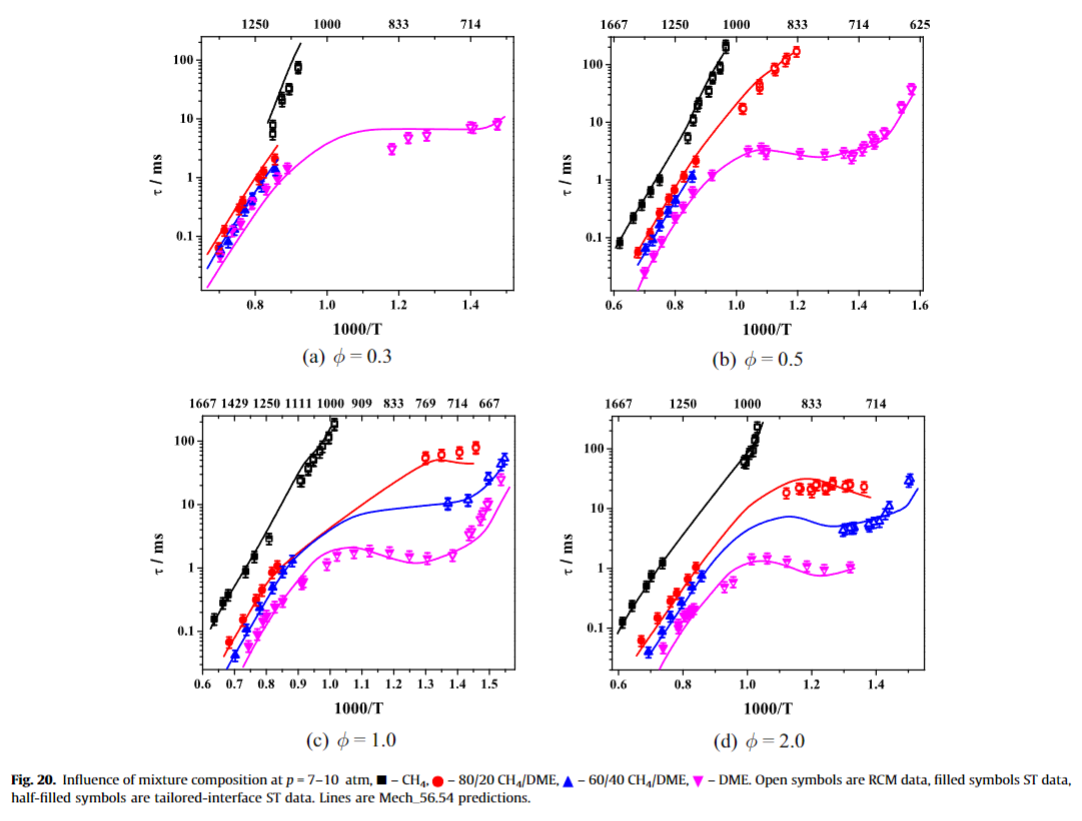 1250 1000 833 714
100
10
1
0.1
τ / ms
0.8 1.0 1.2 1.4
1000/T
(a) ϕ = 0.3
1667 1250 1000 833 714 625
100
10
1
0.1
τ / ms
0.6 0.8 1.0 1.2 1.4 1.6
1000/T
(b) ϕ = 0.5
1667 1429 1250 1111 1000 909 833 769 714 667
100
10
1
0.1
τ / ms
0.6 0.7 0.8 0.9 1.0 1.1 1.2 1.3 1.4 1.5
1000/T
(c) ϕ = 1.0
1667 1250 1000 833 714
100
10
1
0.1
τ / ms
0.6 0.8 1.0 1.2 1.4
1000/T
(d) ϕ = 2.0
Fig. 20. Influence of mixture composition at p = 7–10 atm, ■ – CH₄, ● – 80/20 CH₄/DME, ▲ – 60/40 CH₄/DME, ▼ – DME. Open symbols are RCM data, filled symbols ST data,
half-filled symbols are tailored-interface ST data. Lines are Mech_56.54 predictions.